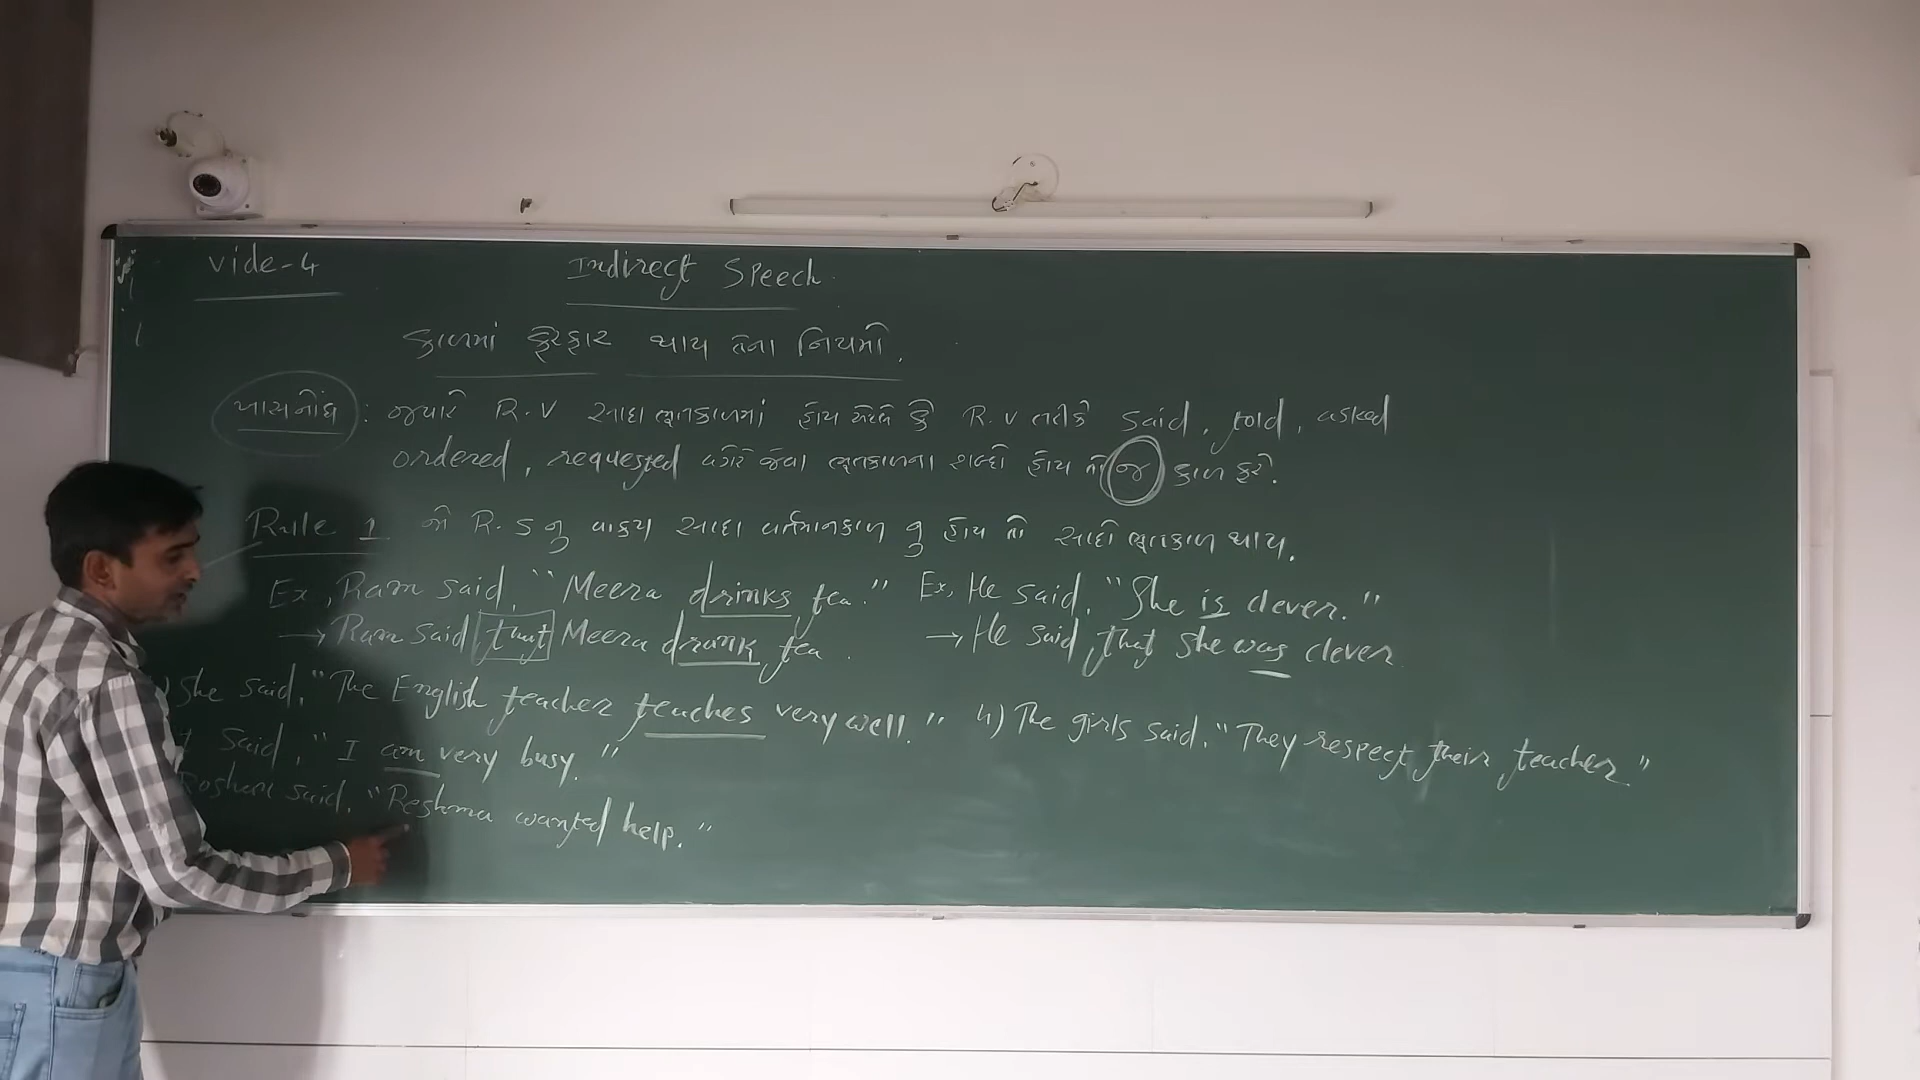 vide-4
Indirect Speech.
કાળમાં ફેરફાર થાય તેના નિયમો.
ખાસ નોંધ : જ્યારે R.V સાદા ભૂતકાળમાં હોય એટલે કે R.V તરીકે said, told, asked
ordered, requested વગેરે જેવા ભૂતકાળના શબ્દો હોય તો જ કાળ ફરે.
Rule 1 જો R.S નુ વાક્ય સાદા વર્તમાનકાળ નુ હોય તો સાદો ભૂતકાળ થાય.
Ex, Ram said, "Meera drinks tea." Ex, He said, "She is clever."
→ Ram said that Meera drank tea. → He said that she was clever.
) She said, "The English teacher teaches very well." 4) The girls said, "They respect their teacher."
said, "I am very busy."
Roshan said, "Reshma wanted help."